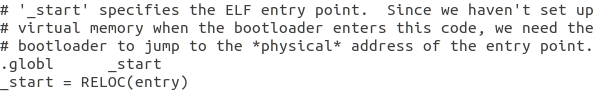 # '_start' specifies the ELF entry point.  Since we haven't set up
# virtual memory when the bootloader enters this code, we need the
# bootloader to jump to the *physical* address of the entry point.
.globl      _start
_start = RELOC(entry)